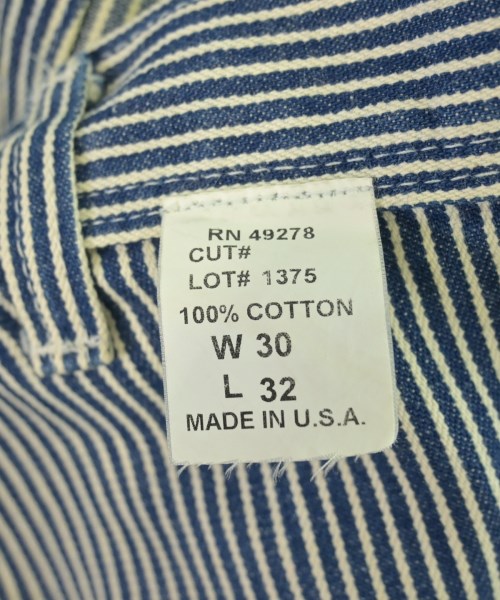 RN 49278
CUT#
LOT# 1375
100% COTTON
W 30
L 32
MADE IN U.S.A.